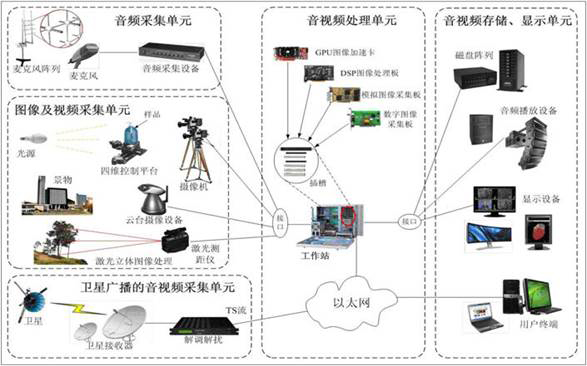 音频采集单元
麦克风阵列
麦克风
音频采集设备
图像及视频采集单元
样品
光源
四维控制平台
摄像机
景物
云台摄像设备
激光立体图像处理
激光测
距仪
接
口
卫星广播的音视频采集单元
卫星
卫星接收器
TS流
解调解扰
音视频处理单元
GPU图像加速卡
DSP图像处理板
模拟图像采集板
数字图像
采集板
插槽
工作站
以太网
接口
音视频存储、显示单元
磁盘阵列
音频播放设备
显示设备
用户终端